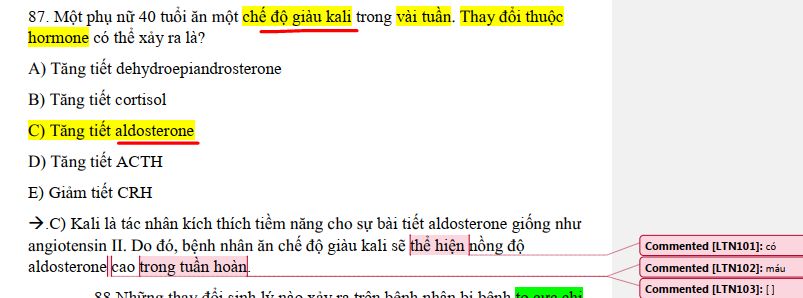 87. Một phụ nữ 40 tuổi ăn một chế độ giàu kali trong vài tuần. Thay đổi thuộc
hormone có thể xảy ra là?
A) Tăng tiết dehydroepiandrosterone
B) Tăng tiết cortisol
C) Tăng tiết aldosterone
D) Tăng tiết ACTH
E) Giảm tiết CRH
→.C) Kali là tác nhân kích thích tiềm năng cho sự bài tiết aldosterone giống như
angiotensin II. Do đó, bệnh nhân ăn chế độ giàu kali sẽ thể hiện nồng độ
aldosterone cao trong tuần hoàn.
Commented [LTN101]: có
Commented [LTN102]: máu
Commented [LTN103]: [ ]
88 Những thay đổi sinh lý nào xảy ra trên bệnh nhân bị bệnh to cực chi